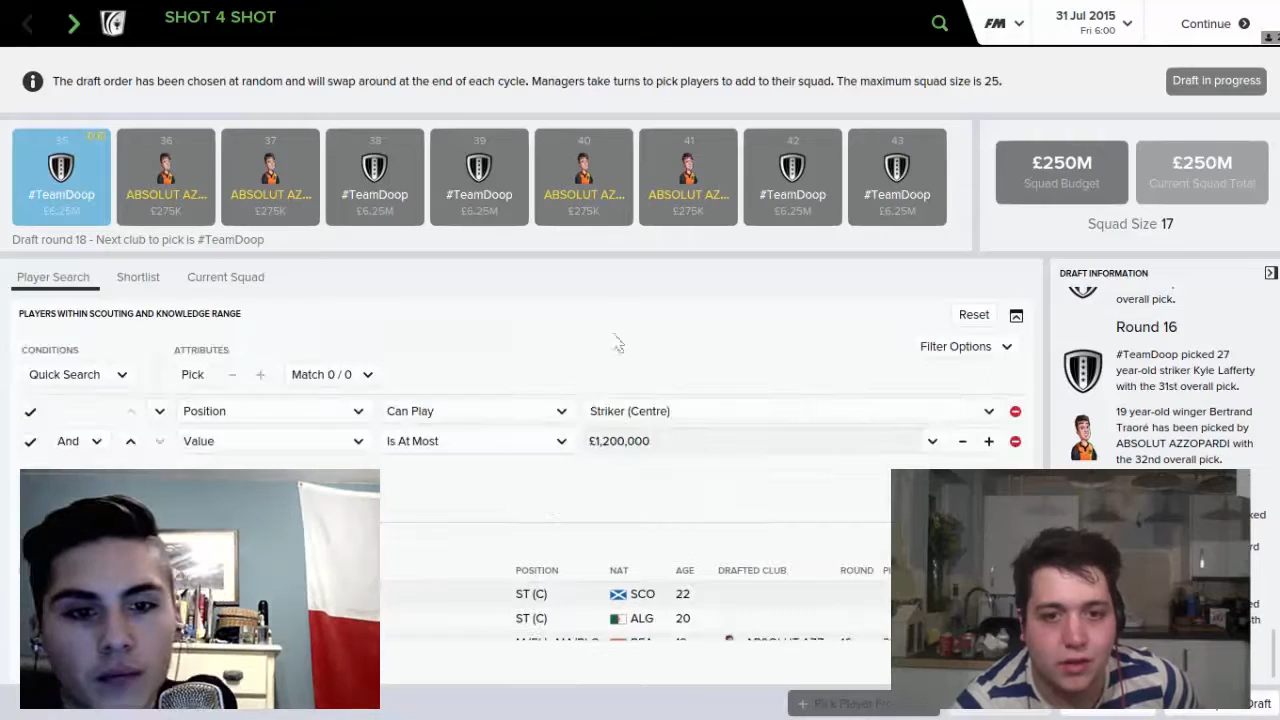 SHOT 4 SHOT
FM
31 Jul 2015
Fri 6:00
Continue
The draft order has been chosen at random and will swap around at the end of each cycle. Managers take turns to pick players to add to their squad. The maximum squad size is 25.
Draft in progress
35 36 37 38 39 40 41 42 43
#TeamDoop ABSOLUT AZ... ABSOLUT AZ... #TeamDoop #TeamDoop ABSOLUT AZ... ABSOLUT AZ... #TeamDoop #TeamDoop
£6.25M £275K £275K £6.25M £6.25M £275K £275K £6.25M £6.25M
£250M
Squad Budget
£250M
Current Squad Total
Squad Size 17
Draft round 18 - Next club to pick is #TeamDoop
Player Search Shortlist Current Squad
PLAYERS WITHIN SCOUTING AND KNOWLEDGE RANGE
Reset
CONDITIONS ATTRIBUTES
Filter Options
Quick Search Pick − + Match 0 / 0
Position Can Play Striker (Centre)
And Value Is At Most £1,200,000 − +
POSITION NAT AGE DRAFTED CLUB ROUND
ST (C) SCO 22
ST (C) ALG 20
DRAFT INFORMATION
overall pick.
Round 16
#TeamDoop picked 27
year-old striker Kyle Lafferty
with the 31st overall pick.
19 year-old winger Bertrand
Traoré has been picked by
ABSOLUT AZZOPARDI with
the 32nd overall pick.
+ Pick Player
Draft